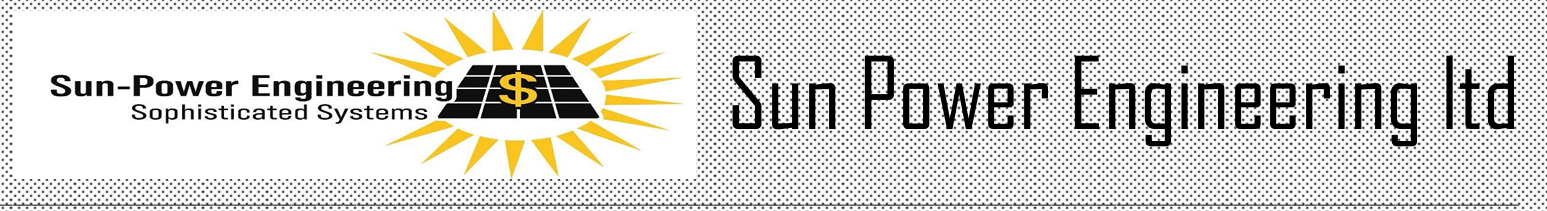 Sun-Power Engineering
Sophisticated Systems
$
Sun Power Engineering ltd